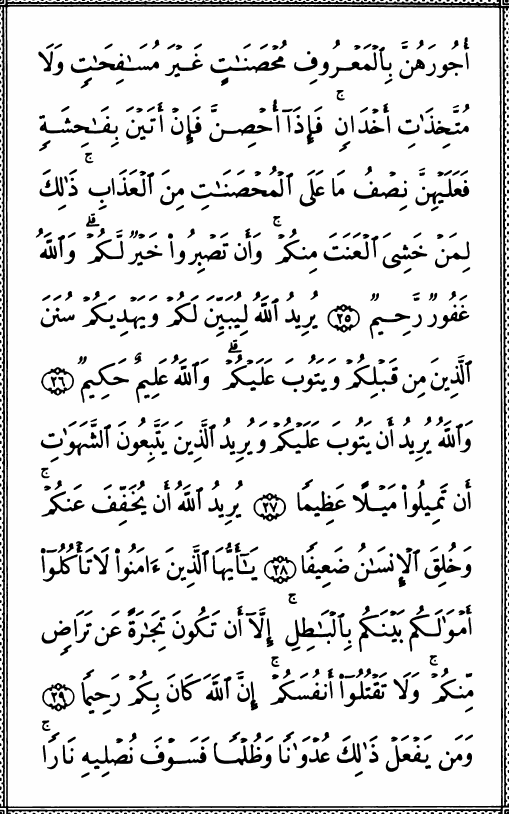 أُجُورَهُنَّ بِٱلْمَعْرُوفِ مُحْصَنَٰتٍ غَيْرَ مُسَٰفِحَٰتٍ وَلَا
مُتَّخِذَٰتِ أَخْدَانٍ ۚ فَإِذَآ أُحْصِنَّ فَإِنْ أَتَيْنَ بِفَٰحِشَةٍ
فَعَلَيْهِنَّ نِصْفُ مَا عَلَى ٱلْمُحْصَنَٰتِ مِنَ ٱلْعَذَابِ ۚ ذَٰلِكَ
لِمَنْ خَشِىَ ٱلْعَنَتَ مِنكُمْ ۚ وَأَن تَصْبِرُوا۟ خَيْرٌ لَّكُمْ ۗ وَٱللَّهُ
غَفُورٌ رَّحِيمٌ ٢٥ يُرِيدُ ٱللَّهُ لِيُبَيِّنَ لَكُمْ وَيَهْدِيَكُمْ سُنَنَ
ٱلَّذِينَ مِن قَبْلِكُمْ وَيَتُوبَ عَلَيْكُمْ ۗ وَٱللَّهُ عَلِيمٌ حَكِيمٌ ٢٦
وَٱللَّهُ يُرِيدُ أَن يَتُوبَ عَلَيْكُمْ وَيُرِيدُ ٱلَّذِينَ يَتَّبِعُونَ ٱلشَّهَوَٰتِ
أَن تَمِيلُوا۟ مَيْلًا عَظِيمًا ٢٧ يُرِيدُ ٱللَّهُ أَن يُخَفِّفَ عَنكُمْ ۚ
وَخُلِقَ ٱلْإِنسَٰنُ ضَعِيفًا ٢٨ يَٰٓأَيُّهَا ٱلَّذِينَ ءَامَنُوا۟ لَا تَأْكُلُوٓا۟
أَمْوَٰلَكُم بَيْنَكُم بِٱلْبَٰطِلِ ۚ إِلَّآ أَن تَكُونَ تِجَٰرَةً عَن تَرَاضٍ
مِّنكُمْ ۚ وَلَا تَقْتُلُوٓا۟ أَنفُسَكُمْ ۚ إِنَّ ٱللَّهَ كَانَ بِكُمْ رَحِيمًا ٢٩
وَمَن يَفْعَلْ ذَٰلِكَ عُدْوَٰنًا وَظُلْمًا فَسَوْفَ نُصْلِيهِ نَارًا ۚ